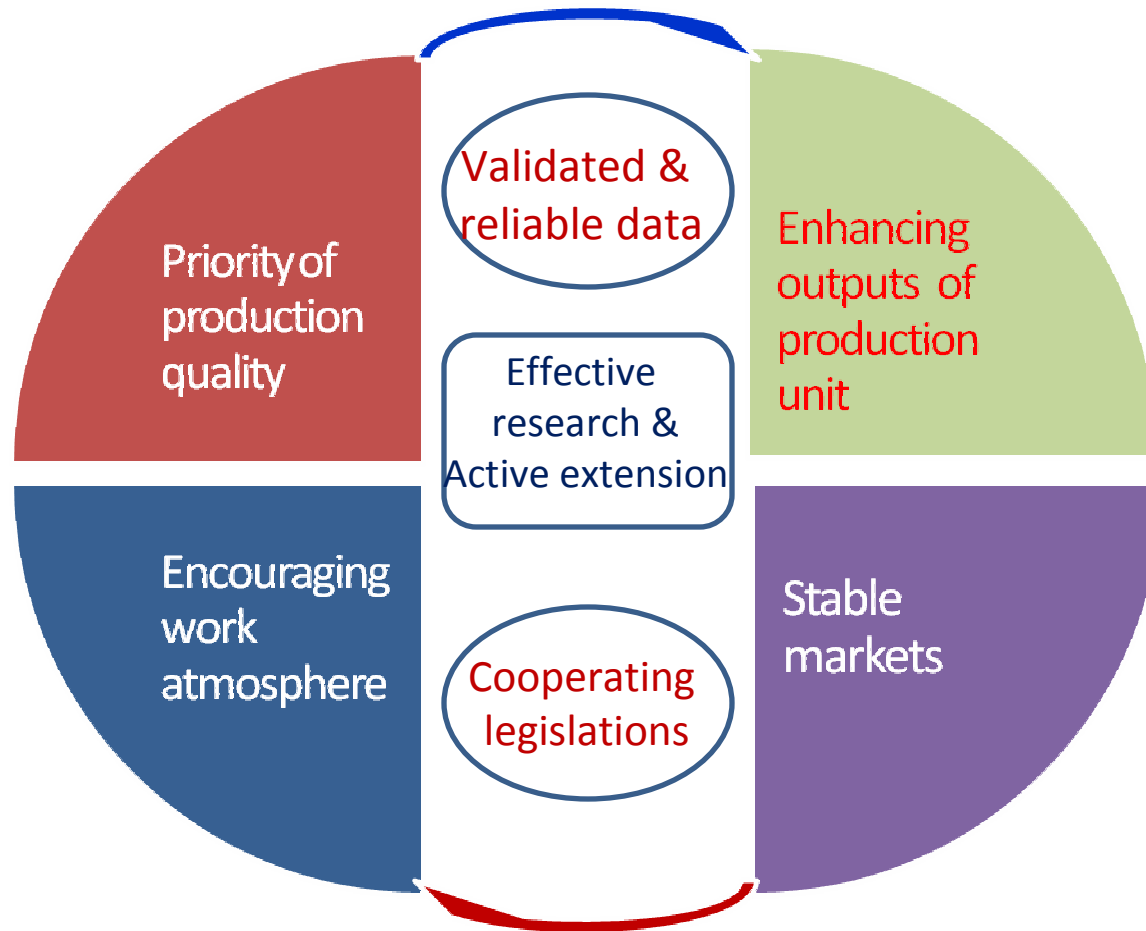 Priority of
production
quality
Validated &
reliable data
Enhancing
outputs of
production
unit
Effective
research &
Active extension
Encouraging
work
atmosphere
Cooperating
legislations
Stable
markets